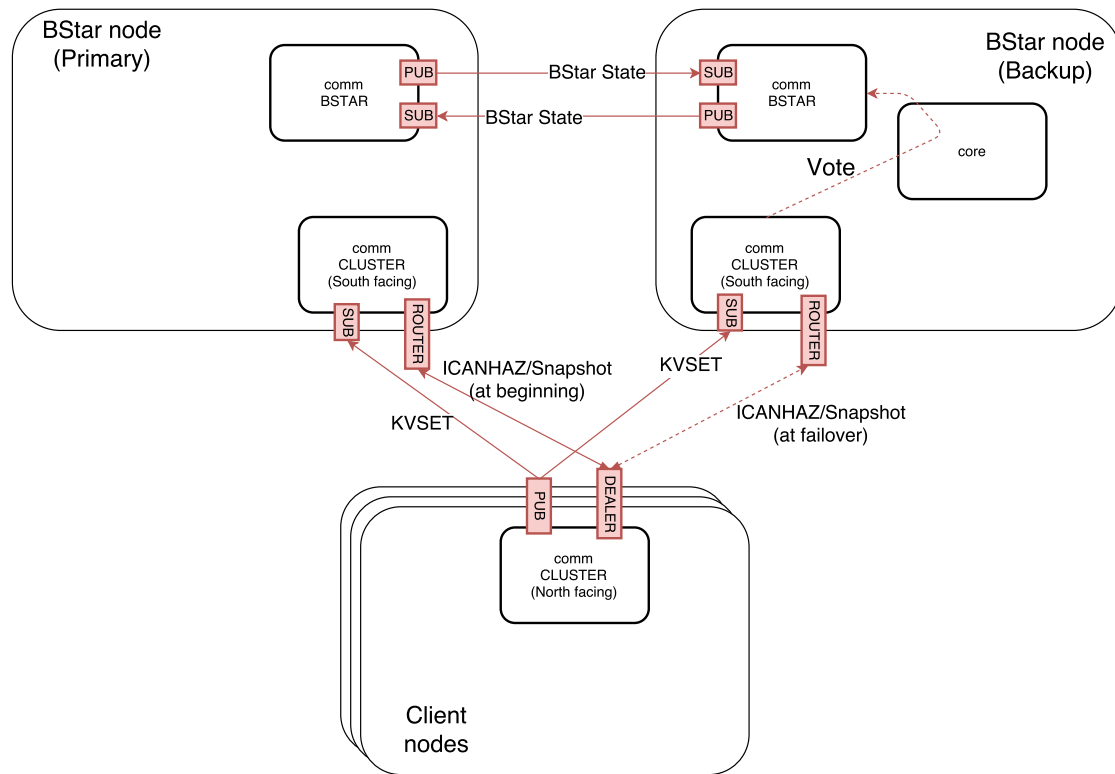 BStar node
(Primary)
comm
BSTAR
PUB
SUB
BStar State
BStar State
SUB
PUB
comm
BSTAR
BStar node
(Backup)
core
Vote
comm
CLUSTER
(South facing)
SUB
ROUTER
comm
CLUSTER
(South facing)
SUB
ROUTER
ICANHAZ/Snapshot
(at beginning)
KVSET
KVSET
ICANHAZ/Snapshot
(at failover)
PUB
DEALER
comm
CLUSTER
(North facing)
Client
nodes